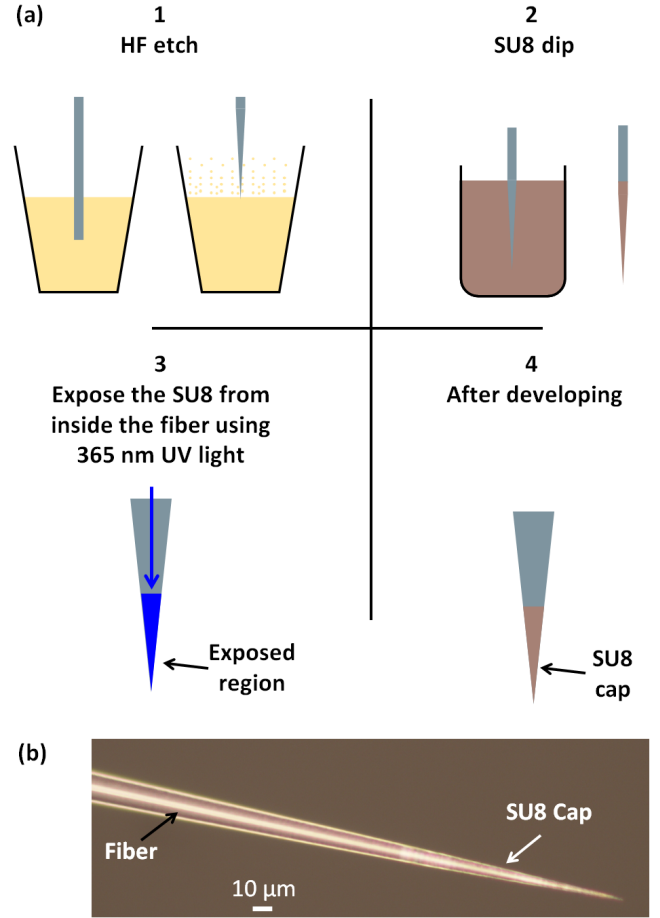 (a)
1
HF etch
2
SU8 dip
3
Expose the SU8 from
inside the fiber using
365 nm UV light
4
After developing
Exposed
region
SU8
cap
(b)
Fiber
SU8 Cap
10 µm